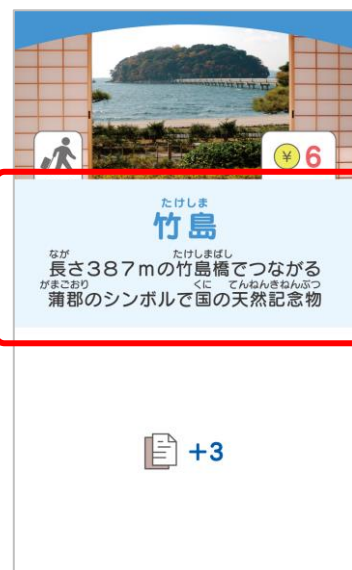 ¥ 6
たけしま
竹島
なが たけしまばし
長さ387mの竹島橋でつながる
がまごおり くに てんねんきねんぶつ
蒲郡のシンボルで国の天然記念物
+3